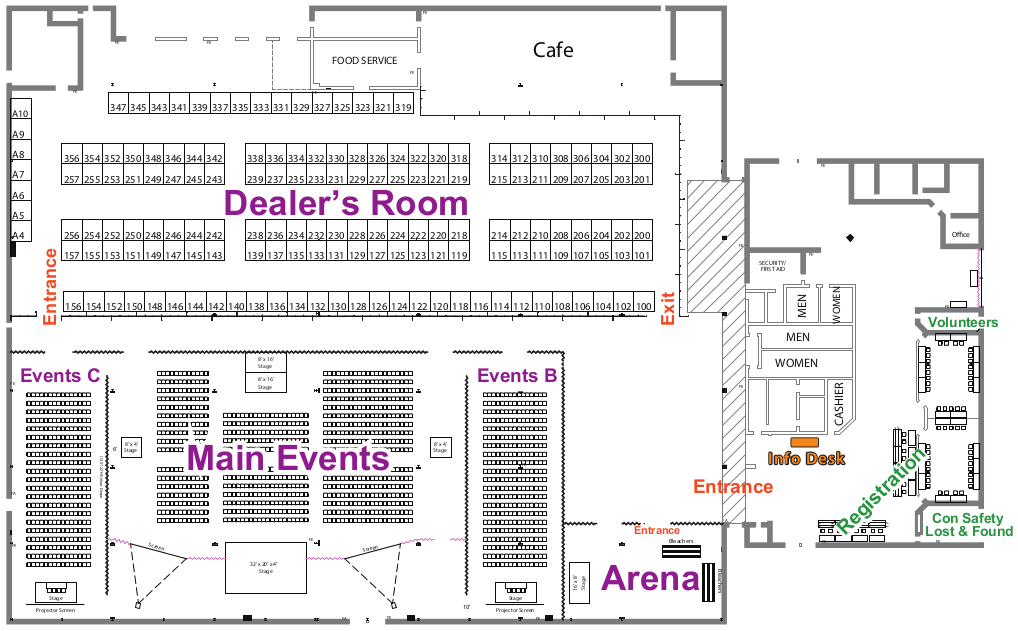 Cafe
FOOD SERVICE
347 345 343 341 339 337 335 333 331 329 327 325 323 321 319
A10
A9
A8
A7
A6
A5
A4
356 354 352 350 348 346 344 342 338 336 334 332 330 328 326 324 322 320 318 314 312 310 308 306 304 302 300
257 255 253 251 249 247 245 243 239 237 235 233 231 229 227 225 223 221 219 215 213 211 209 207 205 203 201
Dealer's Room
256 254 252 250 248 246 244 242 238 236 234 232 230 228 226 224 222 220 218 214 212 210 208 206 204 202 200
157 155 153 151 149 147 145 143 139 137 135 133 131 129 127 125 123 121 119 115 113 111 109 107 105 103 101
156 154 152 150 148 146 144 142 140 138 136 134 132 130 128 126 124 122 120 118 116 114 112 110 108 106 104 102 100
Entrance
Exit
Office
SECURITY/
FIRST AID
MEN
WOMEN
MEN
WOMEN
CASHIER
Volunteers
Info Desk
Registration
Con Safety
Lost & Found
Entrance
Events C
8' x 16'
Stage
8' x 16'
Stage
Events B
8' x 4'
Stage
8' x 4'
Stage
6'
Main Events
Screen
Screen
32' x 20' x 4'
Stage
Stage
Projector Screen
Stage
Projector Screen
10'
Entrance
Bleachers
Arena
16' x 8'
Stage
Bleachers